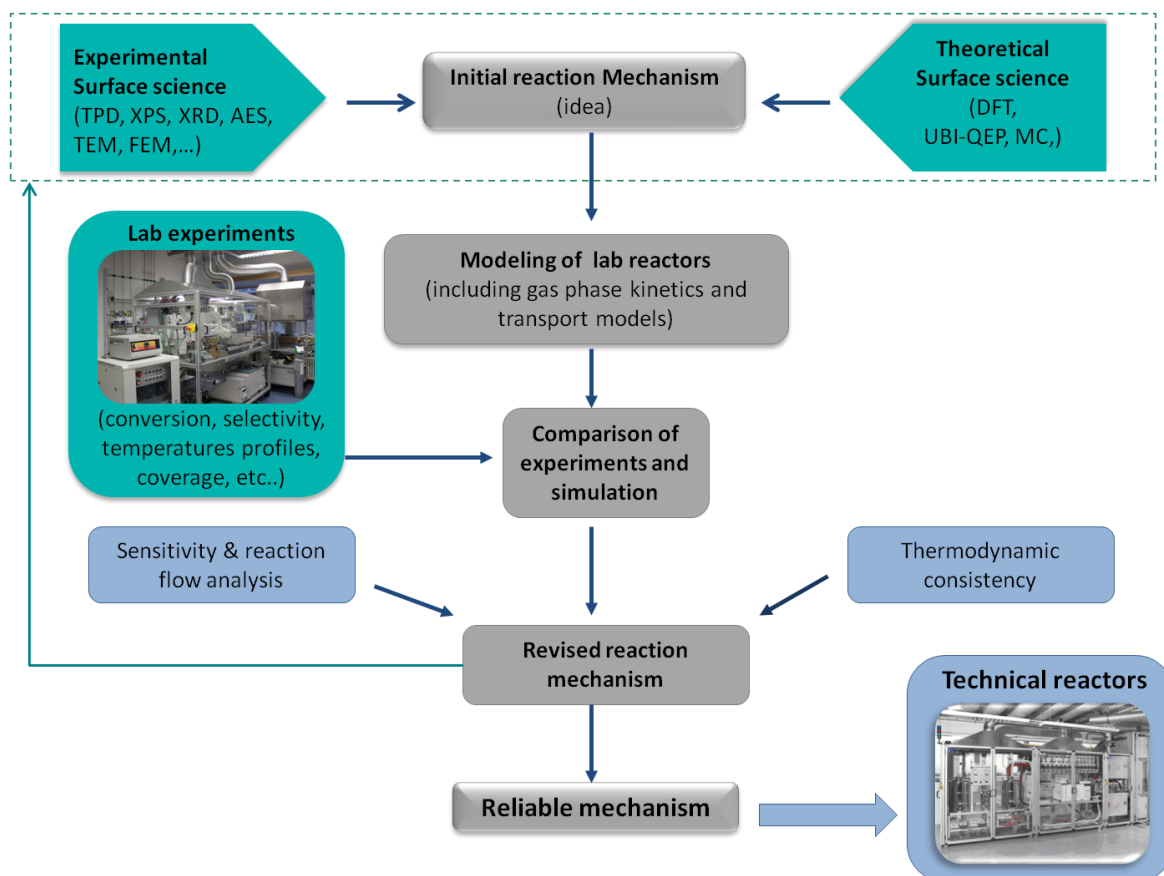 Experimental
Surface science
(TPD, XPS, XRD, AES,
TEM, FEM,...)
Initial reaction Mechanism
(idea)
Theoretical
Surface science
(DFT,
UBI-QEP, MC,)
Lab experiments
(conversion, selectivity,
temperatures profiles,
coverage, etc..)
Modeling of lab reactors
(including gas phase kinetics and
transport models)
Comparison of
experiments and
simulation
Sensitivity & reaction
flow analysis
Thermodynamic
consistency
Revised reaction
mechanism
Technical reactors
Reliable mechanism